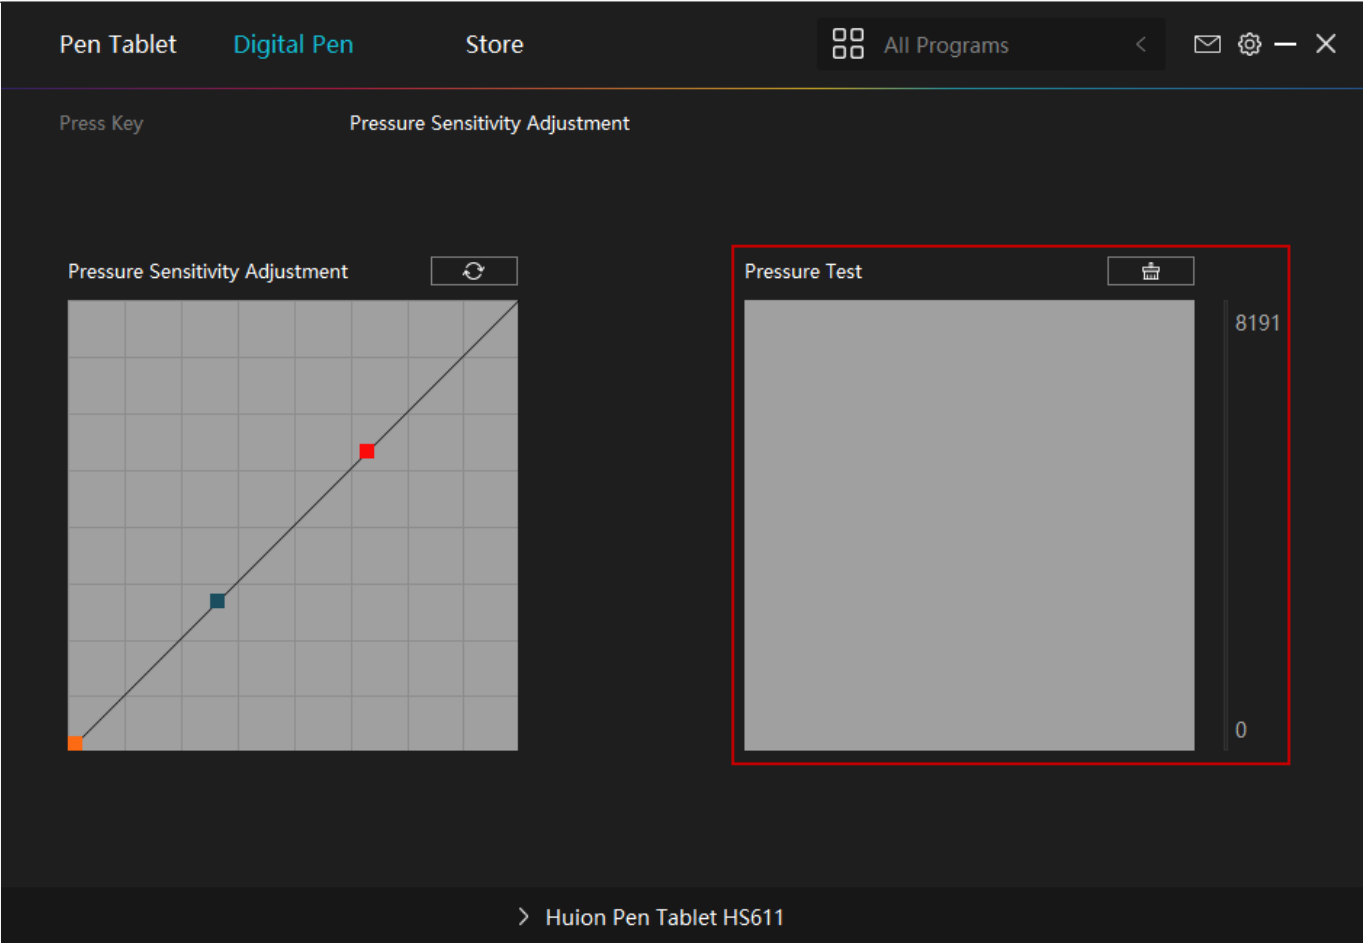 Pen Tablet Digital Pen Store All Programs
Press Key Pressure Sensitivity Adjustment
Pressure Sensitivity Adjustment
Pressure Test
8191
0
Huion Pen Tablet HS611